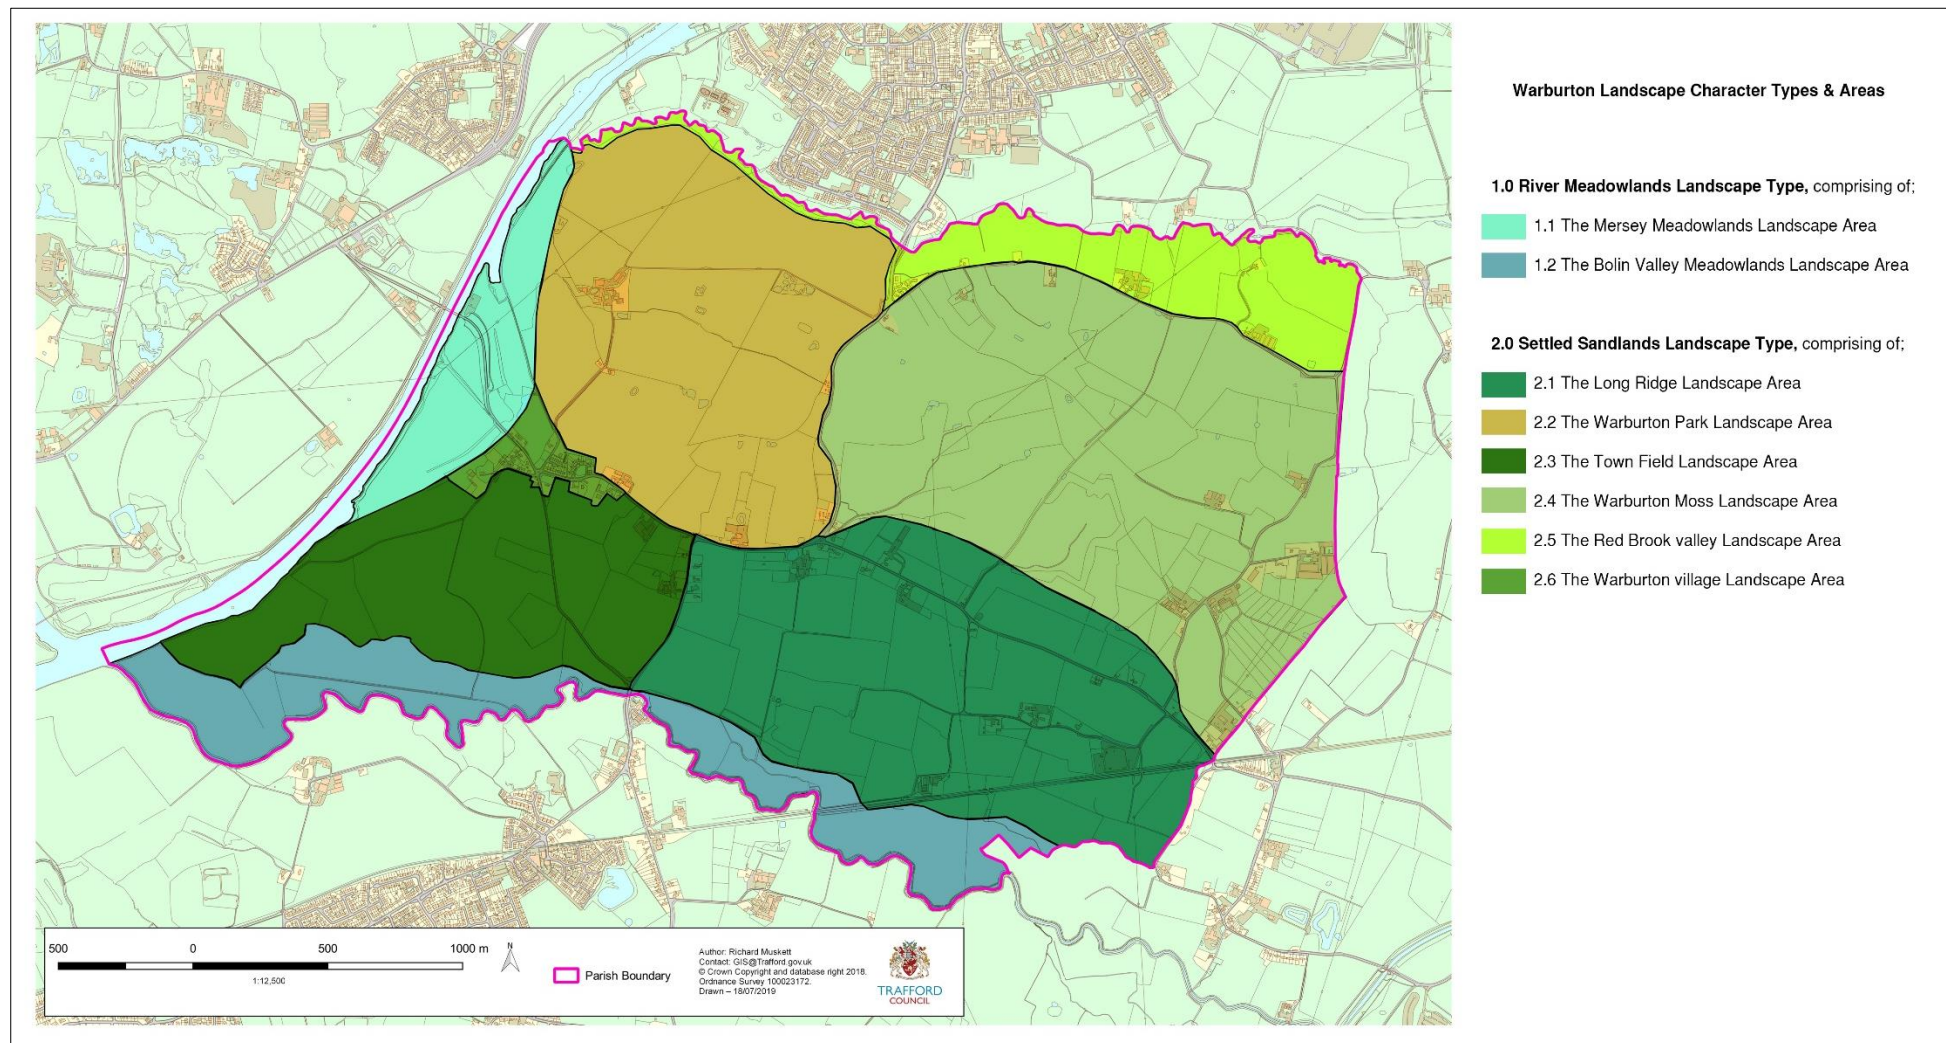 Warburton Landscape Character Types & Areas
1.0 River Meadowlands Landscape Type, comprising of;
1.1 The Mersey Meadowlands Landscape Area
1.2 The Bolin Valley Meadowlands Landscape Area
2.0 Settled Sandlands Landscape Type, comprising of;
2.1 The Long Ridge Landscape Area
2.2 The Warburton Park Landscape Area
2.3 The Town Field Landscape Area
2.4 The Warburton Moss Landscape Area
2.5 The Red Brook valley Landscape Area
2.6 The Warburton village Landscape Area
500 0 500 1000 m
1:12,500
N
Parish Boundary
Author: Richard Muskett
Contact: GIS@Trafford.gov.uk
© Crown Copyright and database right 2018.
Ordnance Survey 100023172.
Drawn – 18/07/2019
TRAFFORD
COUNCIL